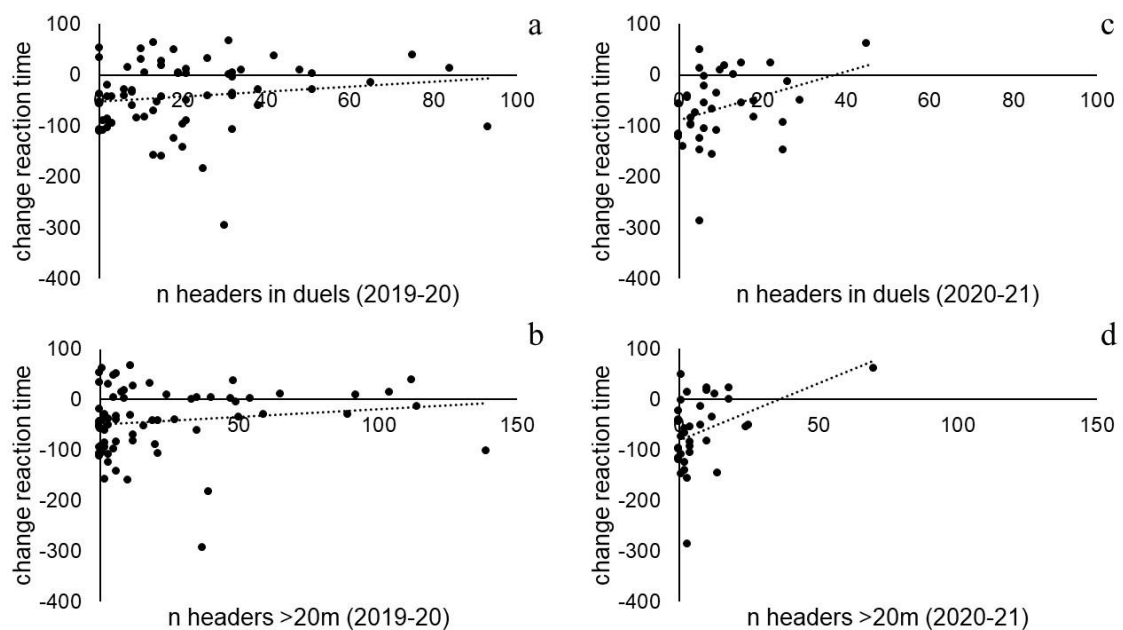 a
100
0
-100
-200
-300
-400
0 20 40 60 80 100
change reaction time
n headers in duels (2019-20)
c
100
0
-100
-200
-300
-400
0 20 40 60 80 100
change reaction time
n headers in duels (2020-21)
b
100
0
-100
-200
-300
-400
0 50 100 150
change reaction time
n headers >20m (2019-20)
d
100
0
-100
-200
-300
-400
0 50 100 150
change reaction time
n headers >20m (2020-21)